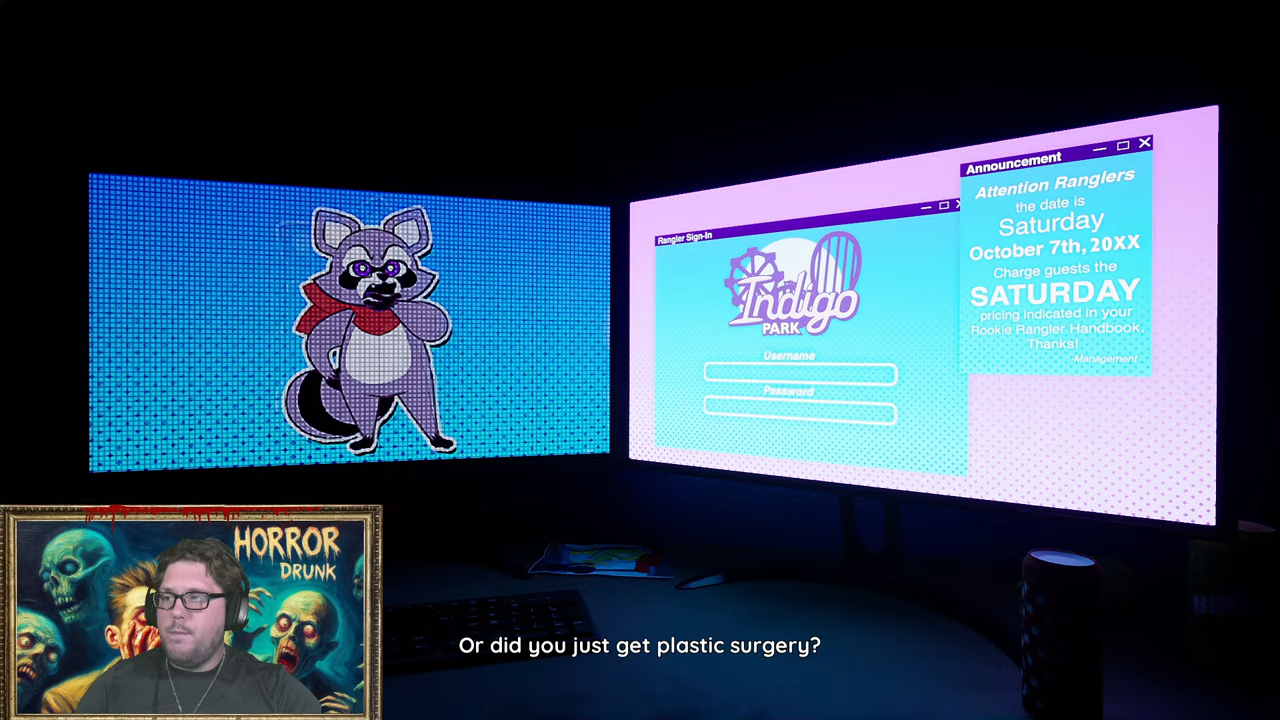 Announcement
Attention Ranglers
the date is
Saturday
October 7th, 20XX
Charge guests the
SATURDAY
pricing indicated in your
Rookie Rangler Handbook.
Thanks!
-Management
Rangler Sign-In
Indigo
PARK
Username
Password
HORROR
DRUNK
Or did you just get plastic surgery?